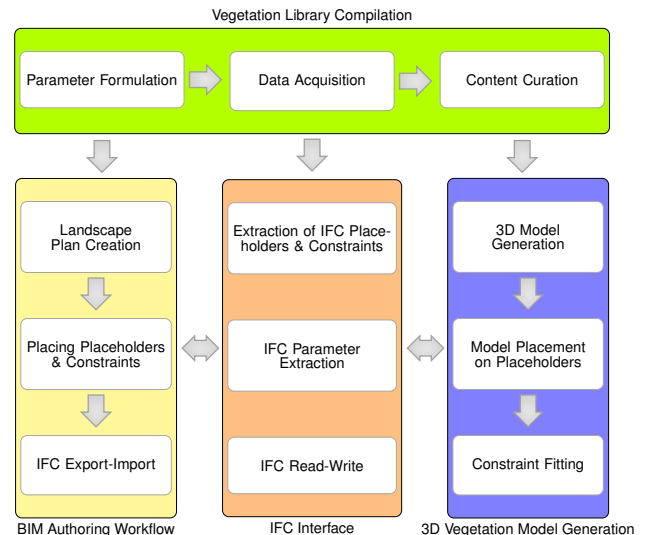 Vegetation Library Compilation
Parameter Formulation
Data Acquisition
Content Curation
Landscape
Plan Creation
Placing Placeholders
& Constraints
IFC Export-Import
BIM Authoring Workflow
Extraction of IFC Place-
holders & Constraints
IFC Parameter
Extraction
IFC Read-Write
IFC Interface
3D Model
Generation
Model Placement
on Placeholders
Constraint Fitting
3D Vegetation Model Generation